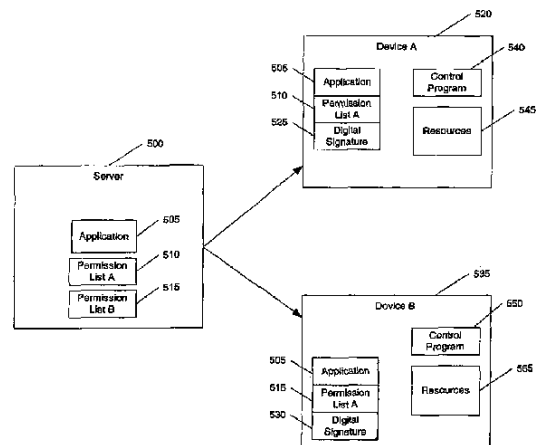 520
Device A
505
540
Application
Control
Program
510
Permission
List A
545
525
Digital
Signature
Resources
500
Server
505
Application
510
Permission
List A
515
Permission
List B
535
Device B
550
Control
Program
505
Application
515
Permission
List A
Resources
555
530
Digital
Signature